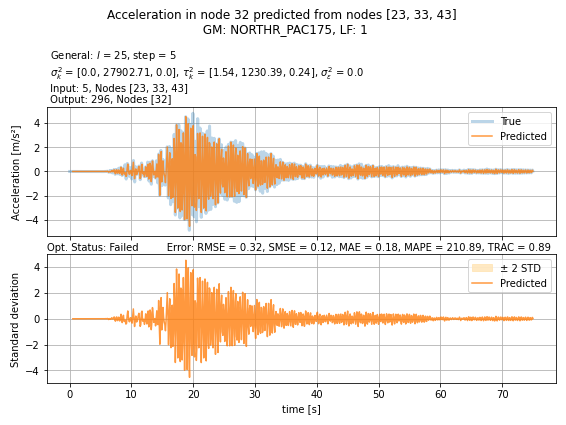 Acceleration in node 32 predicted from nodes [23, 33, 43]
GM: NORTHR_PAC175, LF: 1
General: l = 25, step = 5
σ²ₖ = [0.0, 27902.71, 0.0], τ²ₖ = [1.54, 1230.39, 0.24], σ²ε = 0.0
Input: 5, Nodes [23, 33, 43]
Output: 296, Nodes [32]
Acceleration [m/s²]
4
2
0
−2
−4
True
Predicted
Opt. Status: Failed Error: RMSE = 0.32, SMSE = 0.12, MAE = 0.18, MAPE = 210.89, TRAC = 0.89
Standard deviation
4
2
0
−2
−4
± 2 STD
Predicted
0 10 20 30 40 50 60 70
time [s]